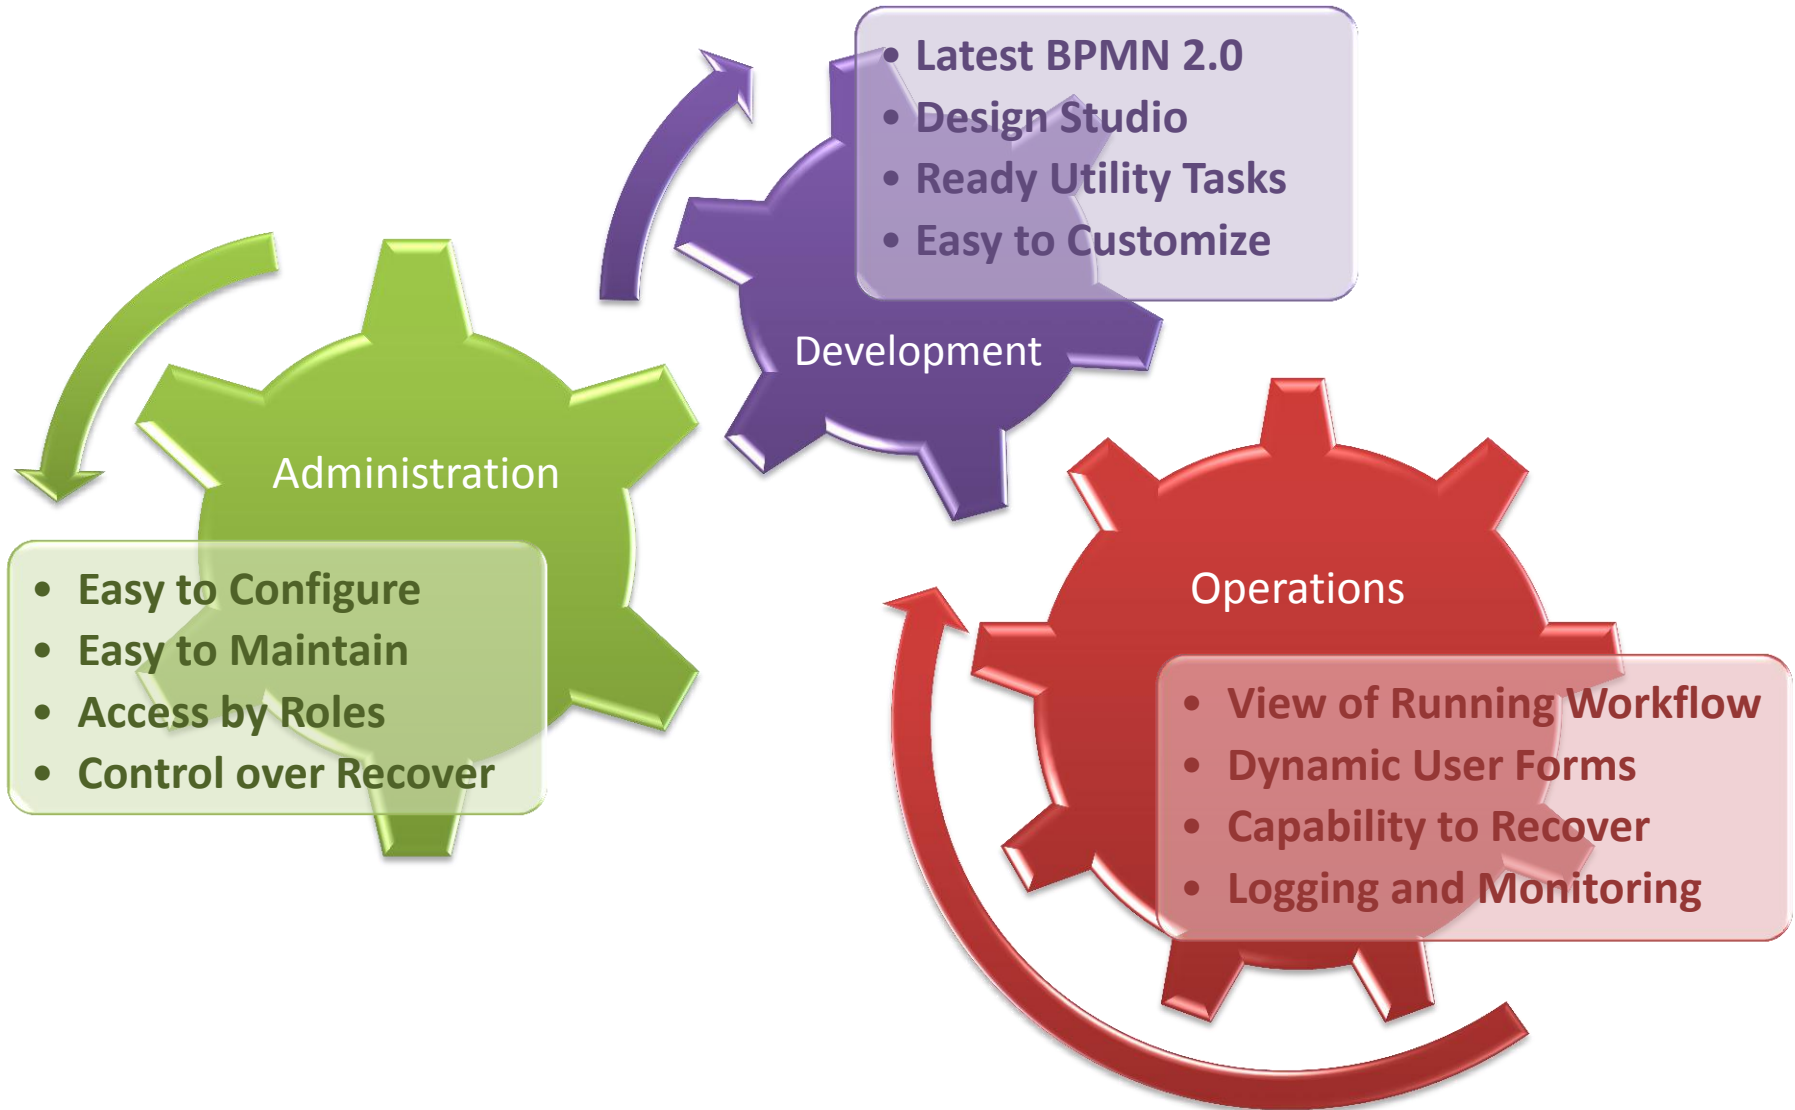 Latest BPMN 2.0
Design Studio
Ready Utility Tasks
Easy to Customize
Development
Administration
Easy to Configure
Easy to Maintain
Access by Roles
Control over Recover
Operations
View of Running Workflow
Dynamic User Forms
Capability to Recover
Logging and Monitoring